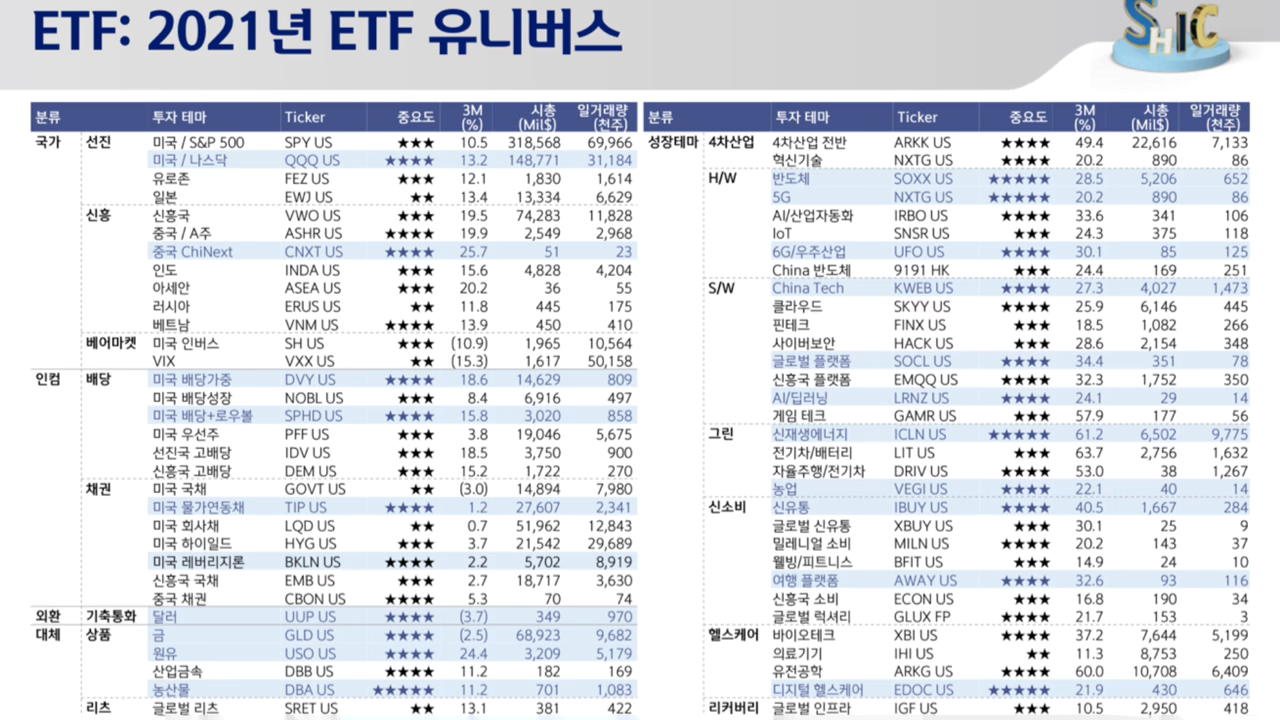 ETF: 2021년 ETF 유니버스
SHIC
분류 투자 테마 Ticker 중요도 3M (%) 시총 (Mil$) 일거래량 (천주)
국가 선진 미국 / S&P 500 SPY US ★★★ 10.5 318,568 69,966
미국 / 나스닥 QQQ US ★★★★ 13.2 148,771 31,184
유로존 FEZ US ★★★ 12.1 1,830 1,614
일본 EWJ US ★★ 13.4 13,334 6,629
신흥 신흥국 VWO US ★★★ 19.5 74,283 11,828
중국 / A주 ASHR US ★★★★ 19.9 2,549 2,968
중국 ChiNext CNXT US ★★★★ 25.7 51 23
인도 INDA US ★★★ 15.6 4,828 4,204
아세안 ASEA US ★★★ 20.2 36 55
러시아 ERUS US ★★ 11.8 445 175
베트남 VNM US ★★★★ 13.9 450 410
베어마켓 미국 인버스 SH US ★★★ (10.9) 1,965 10,564
VIX VXX US ★★ (15.3) 1,617 50,158
인컴 배당 미국 배당가중 DVY US ★★★★ 18.6 14,629 809
미국 배당성장 NOBL US ★★★ 8.4 6,916 497
미국 배당+로우볼 SPHD US ★★★★ 15.8 3,020 858
미국 우선주 PFF US ★★★ 3.8 19,046 5,675
선진국 고배당 IDV US ★★★ 18.5 3,750 900
신흥국 고배당 DEM US ★★★ 15.2 1,722 270
채권 미국 국채 GOVT US ★★ (3.0) 14,894 7,980
미국 물가연동채 TIP US ★★★★ 1.2 27,607 2,341
미국 회사채 LQD US ★★ 0.7 51,962 12,843
미국 하이일드 HYG US ★★★ 3.7 21,542 29,689
미국 레버리지론 BKLN US ★★★★ 2.2 5,702 8,919
신흥국 국채 EMB US ★★★ 2.7 18,717 3,630
중국 채권 CBON US ★★★★ 5.3 70 74
외환 기축통화 달러 UUP US ★★★★ (3.7) 349 970
대체 상품 금 GLD US ★★★★ (2.5) 68,923 9,682
원유 USO US ★★★★ 24.4 3,209 5,179
산업금속 DBB US ★★★★ 11.2 182 169
농산물 DBA US ★★★★★ 11.2 701 1,083
리츠 글로벌 리츠 SRET US ★★ 13.1 381 422
분류 투자 테마 Ticker 중요도 3M (%) 시총 (Mil$) 일거래량 (천주)
성장테마 4차산업 4차산업 전반 ARKK US ★★★★ 49.4 22,616 7,133
혁신기술 NXTG US ★★★ 20.2 890 86
H/W 반도체 SOXX US ★★★★★ 28.5 5,206 652
5G NXTG US ★★★★★ 20.2 890 86
AI/산업자동화 IRBO US ★★★★ 33.6 341 106
IoT SNSR US ★★★ 24.3 375 118
6G/우주산업 UFO US ★★★★ 30.1 85 125
China 반도체 9191 HK ★★★ 24.4 169 251
S/W China Tech KWEB US ★★★★ 27.3 4,027 1,473
클라우드 SKYY US ★★★★ 25.9 6,146 445
핀테크 FINX US ★★★ 18.5 1,082 266
사이버보안 HACK US ★★★ 28.6 2,154 348
글로벌 플랫폼 SOCL US ★★★★ 34.4 351 78
신흥국 플랫폼 EMQQ US ★★★★ 32.3 1,752 350
AI/딥러닝 LRNZ US ★★★★ 24.1 29 14
게임 테크 GAMR US ★★★ 57.9 177 56
그린 신재생에너지 ICLN US ★★★★★ 61.2 6,502 9,775
전기차/배터리 LIT US ★★★ 63.7 2,756 1,632
자율주행/전기차 DRIV US ★★★★ 53.0 38 1,267
농업 VEGI US ★★★★ 22.1 40 14
신소비 신유통 IBUY US ★★★★ 40.5 1,667 284
글로벌 신유통 XBUY US ★★★ 30.1 25 9
밀레니얼 소비 MILN US ★★★ 20.2 143 37
웰빙/피트니스 BFIT US ★★★ 14.9 24 10
여행 플랫폼 AWAY US ★★★★ 32.6 93 116
신흥국 소비 ECON US ★★★ 16.8 190 34
글로벌 럭셔리 GLUX FP ★★★ 21.7 153 3
헬스케어 바이오테크 XBI US ★★★★ 37.2 7,644 5,199
의료기기 IHI US ★★ 11.3 8,753 250
유전공학 ARKG US ★★★★ 60.0 10,708 6,409
디지털 헬스케어 EDOC US ★★★★★ 21.9 430 646
리커버리 글로벌 인프라 IGF US ★★★ 10.5 2,950 418